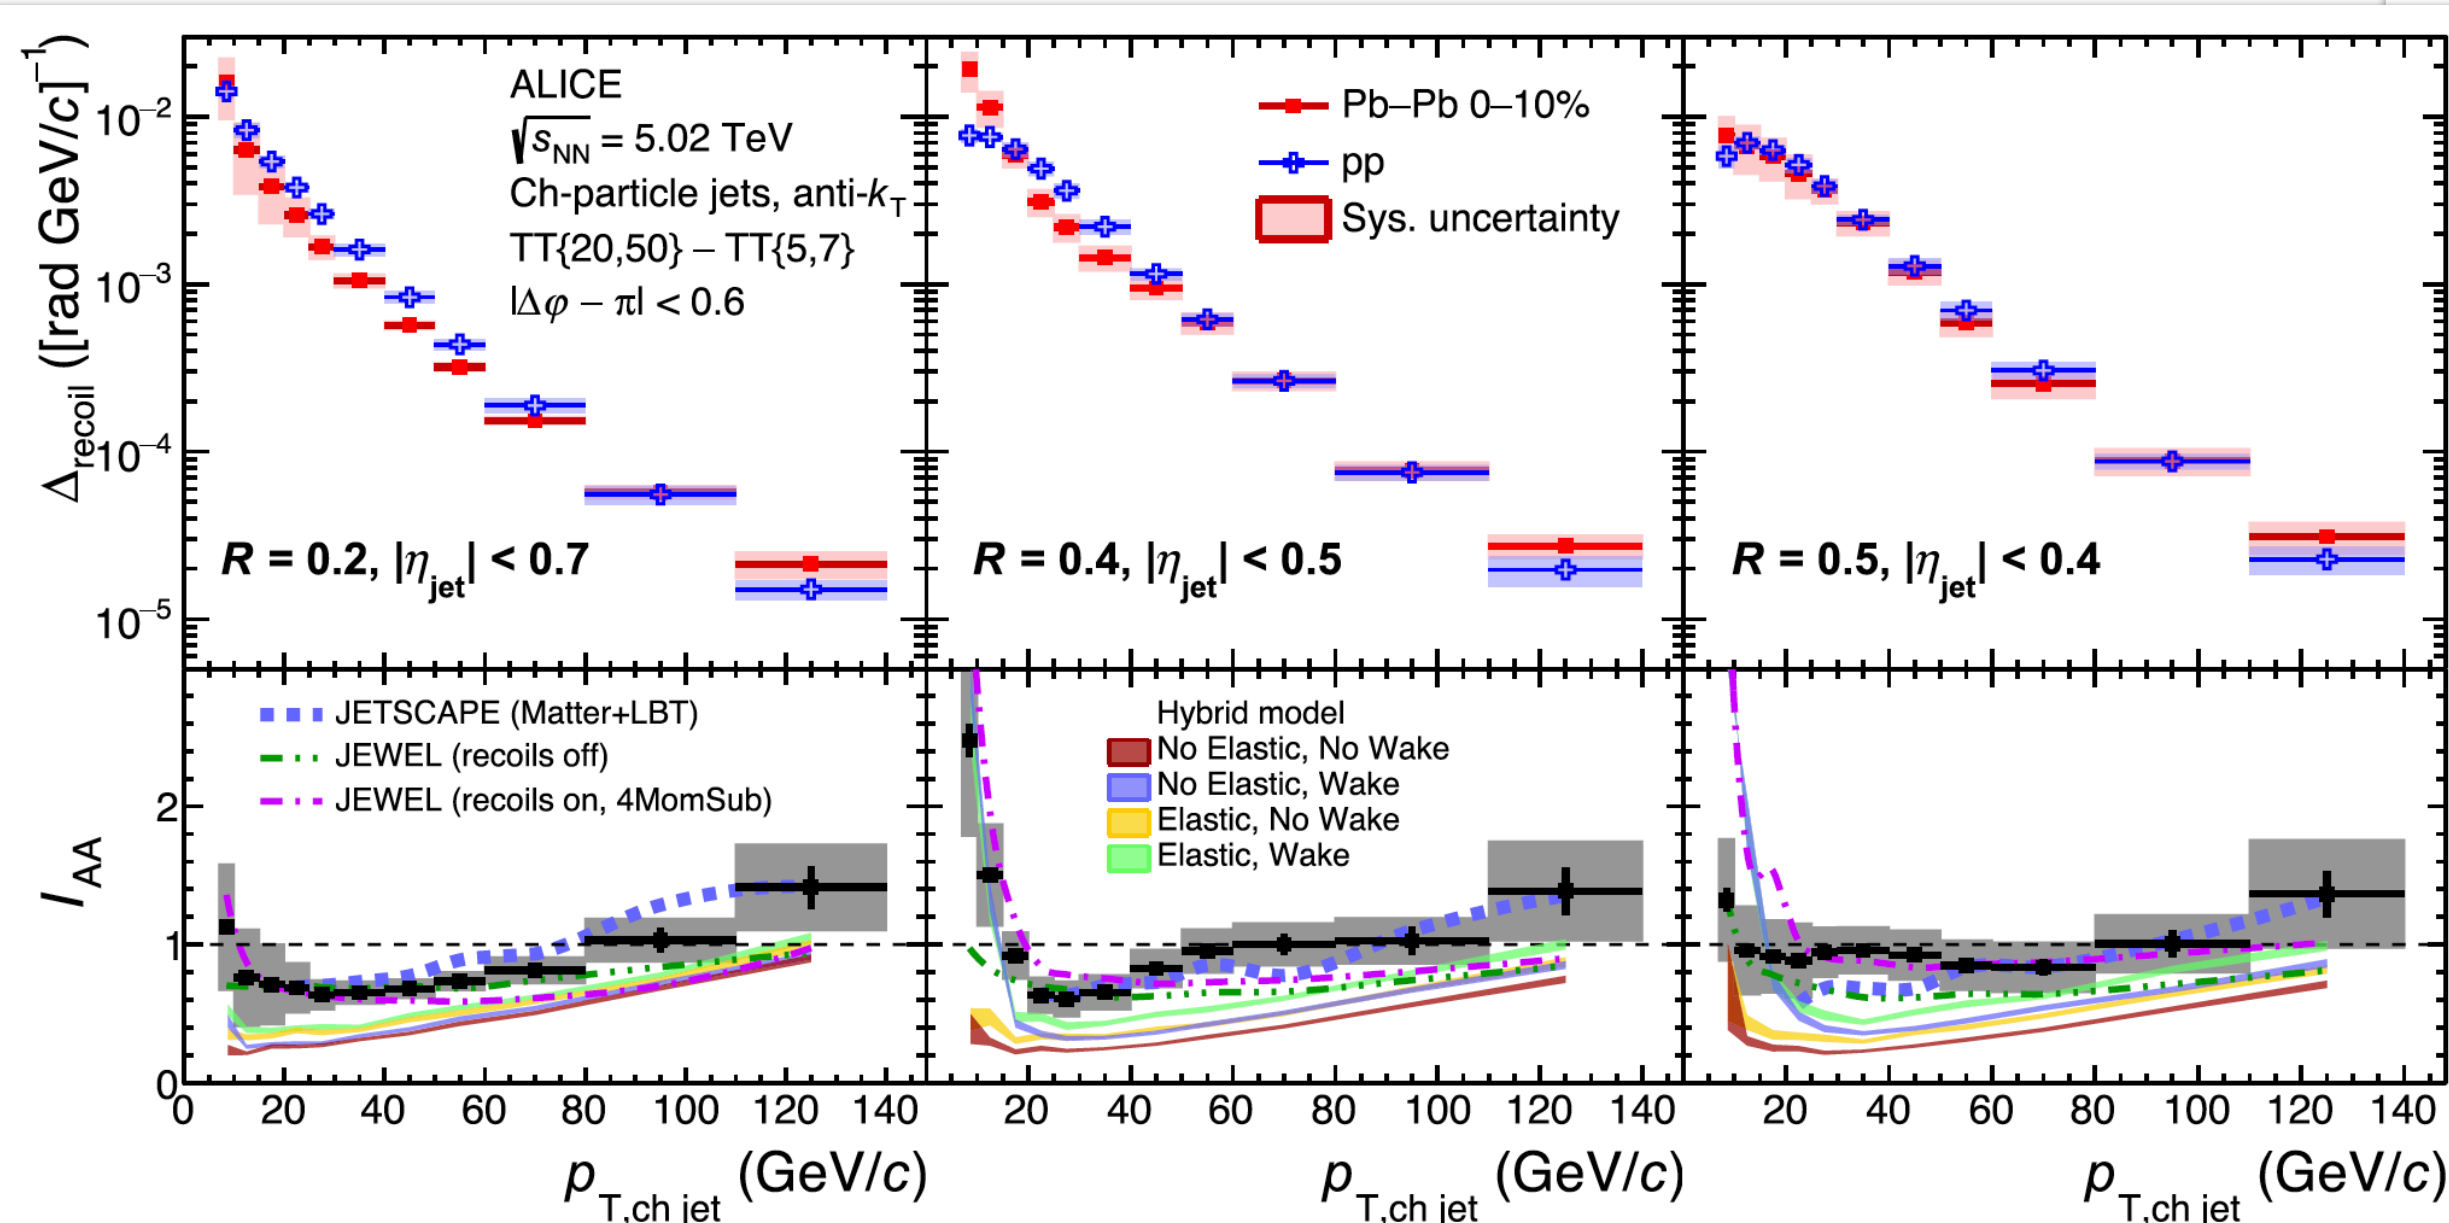 Δrecoil ([rad GeV/c]⁻¹)
10⁻²
10⁻³
10⁻⁴
10⁻⁵
ALICE
√sNN = 5.02 TeV
Ch-particle jets, anti-kT
TT{20,50} – TT{5,7}
|Δφ – π| < 0.6
R = 0.2, |ηjet| < 0.7
Pb–Pb 0–10%
pp
Sys. uncertainty
R = 0.4, |ηjet| < 0.5
R = 0.5, |ηjet| < 0.4
IAA
2
1
0
JETSCAPE (Matter+LBT)
JEWEL (recoils off)
JEWEL (recoils on, 4MomSub)
Hybrid model
No Elastic, No Wake
No Elastic, Wake
Elastic, No Wake
Elastic, Wake
0 20 40 60 80 100 120 140
20 40 60 80 100 120 140
20 40 60 80 100 120 140
pT,ch jet (GeV/c)
pT,ch jet (GeV/c)
pT,ch jet (GeV/c)